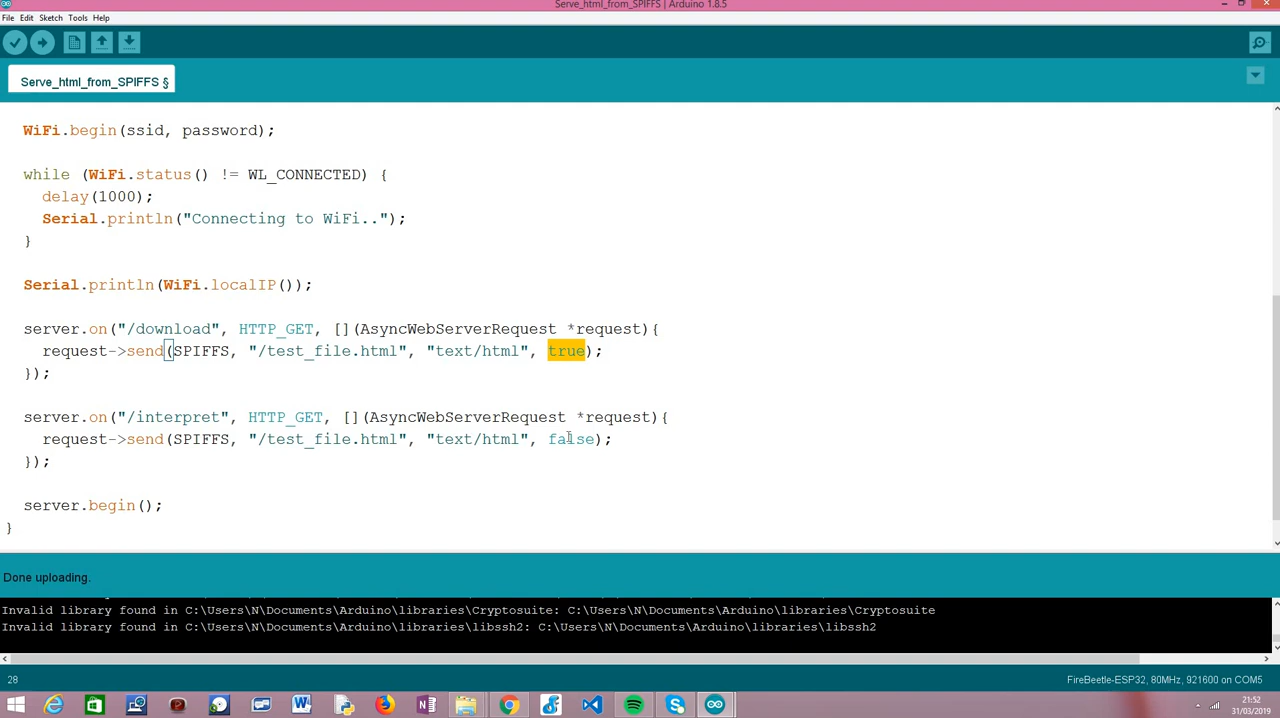 Serve_html_from_SPIFFS | Arduino 1.8.5
File Edit Sketch Tools Help
Serve_html_from_SPIFFS §
WiFi.begin(ssid, password);
while (WiFi.status() != WL_CONNECTED) {
delay(1000);
Serial.println("Connecting to WiFi..");
}
Serial.println(WiFi.localIP());
server.on("/download", HTTP_GET, [](AsyncWebServerRequest *request){
request->send(SPIFFS, "/test_file.html", "text/html", true);
});
server.on("/interpret", HTTP_GET, [](AsyncWebServerRequest *request){
request->send(SPIFFS, "/test_file.html", "text/html", false);
});
server.begin();
}
Done uploading.
Invalid library found in C:\Users\N\Documents\Arduino\libraries\Cryptosuite: C:\Users\N\Documents\Arduino\libraries\Cryptosuite
Invalid library found in C:\Users\N\Documents\Arduino\libraries\libssh2: C:\Users\N\Documents\Arduino\libraries\libssh2
28
FireBeetle-ESP32, 80MHz, 921600 on COM5
21:52
31/03/2019